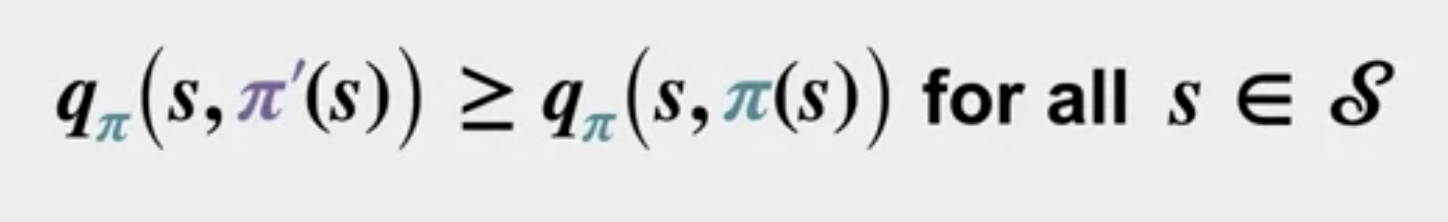 qπ(s, π′(s)) ≥ qπ(s, π(s)) for all s ∈ 𝒮